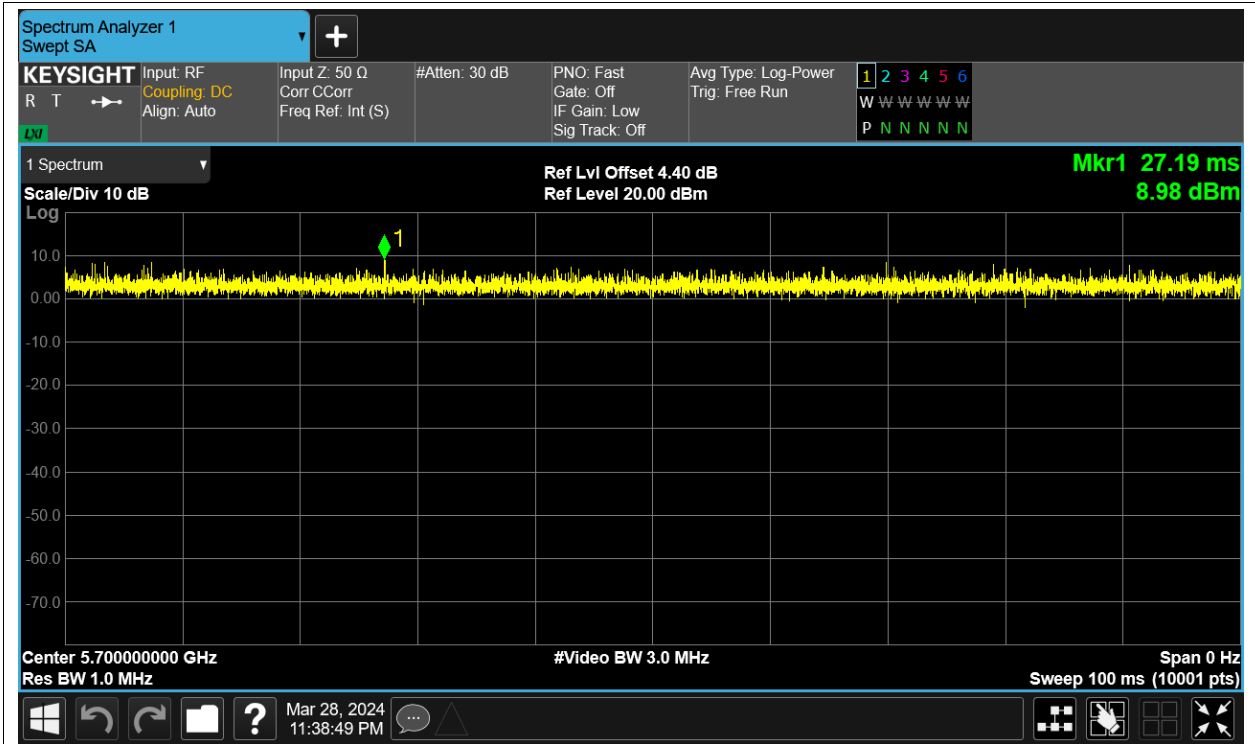 Spectrum Analyzer 1
Swept SA
+
KEYSIGHT
R T
LXI
Input: RF
Coupling: DC
Align: Auto
Input Z: 50 Ω
Corr CCorr
Freq Ref: Int (S)
#Atten: 30 dB
PNO: Fast
Gate: Off
IF Gain: Low
Sig Track: Off
Avg Type: Log-Power
Trig: Free Run
1 2 3 4 5 6
W W W W W W
P N N N N N
1 Spectrum
Scale/Div 10 dB
Log
Ref Lvl Offset 4.40 dB
Ref Level 20.00 dBm
Mkr1 27.19 ms
8.98 dBm
1
10.0
0.00
-10.0
-20.0
-30.0
-40.0
-50.0
-60.0
-70.0
Center 5.700000000 GHz
#Video BW 3.0 MHz
Span 0 Hz
Res BW 1.0 MHz
Sweep 100 ms (10001 pts)
?
Mar 28, 2024
11:38:49 PM